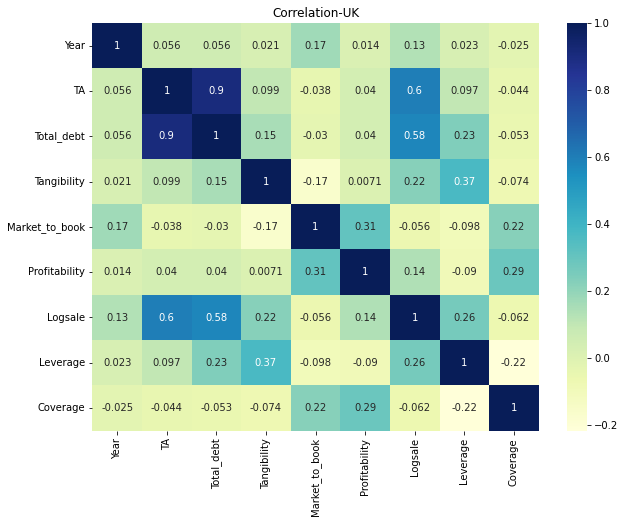 Correlation-UK
Year 1 0.056 0.056 0.021 0.17 0.014 0.13 0.023 -0.025
TA 0.056 1 0.9 0.099 -0.038 0.04 0.6 0.097 -0.044
Total_debt 0.056 0.9 1 0.15 -0.03 0.04 0.58 0.23 -0.053
Tangibility 0.021 0.099 0.15 1 -0.17 0.0071 0.22 0.37 -0.074
Market_to_book 0.17 -0.038 -0.03 -0.17 1 0.31 -0.056 -0.098 0.22
Profitability 0.014 0.04 0.04 0.0071 0.31 1 0.14 -0.09 0.29
Logsale 0.13 0.6 0.58 0.22 -0.056 0.14 1 0.26 -0.062
Leverage 0.023 0.097 0.23 0.37 -0.098 -0.09 0.26 1 -0.22
Coverage -0.025 -0.044 -0.053 -0.074 0.22 0.29 -0.062 -0.22 1
Year TA Total_debt Tangibility Market_to_book Profitability Logsale Leverage Coverage
1.0
0.8
0.6
0.4
0.2
0.0
−0.2